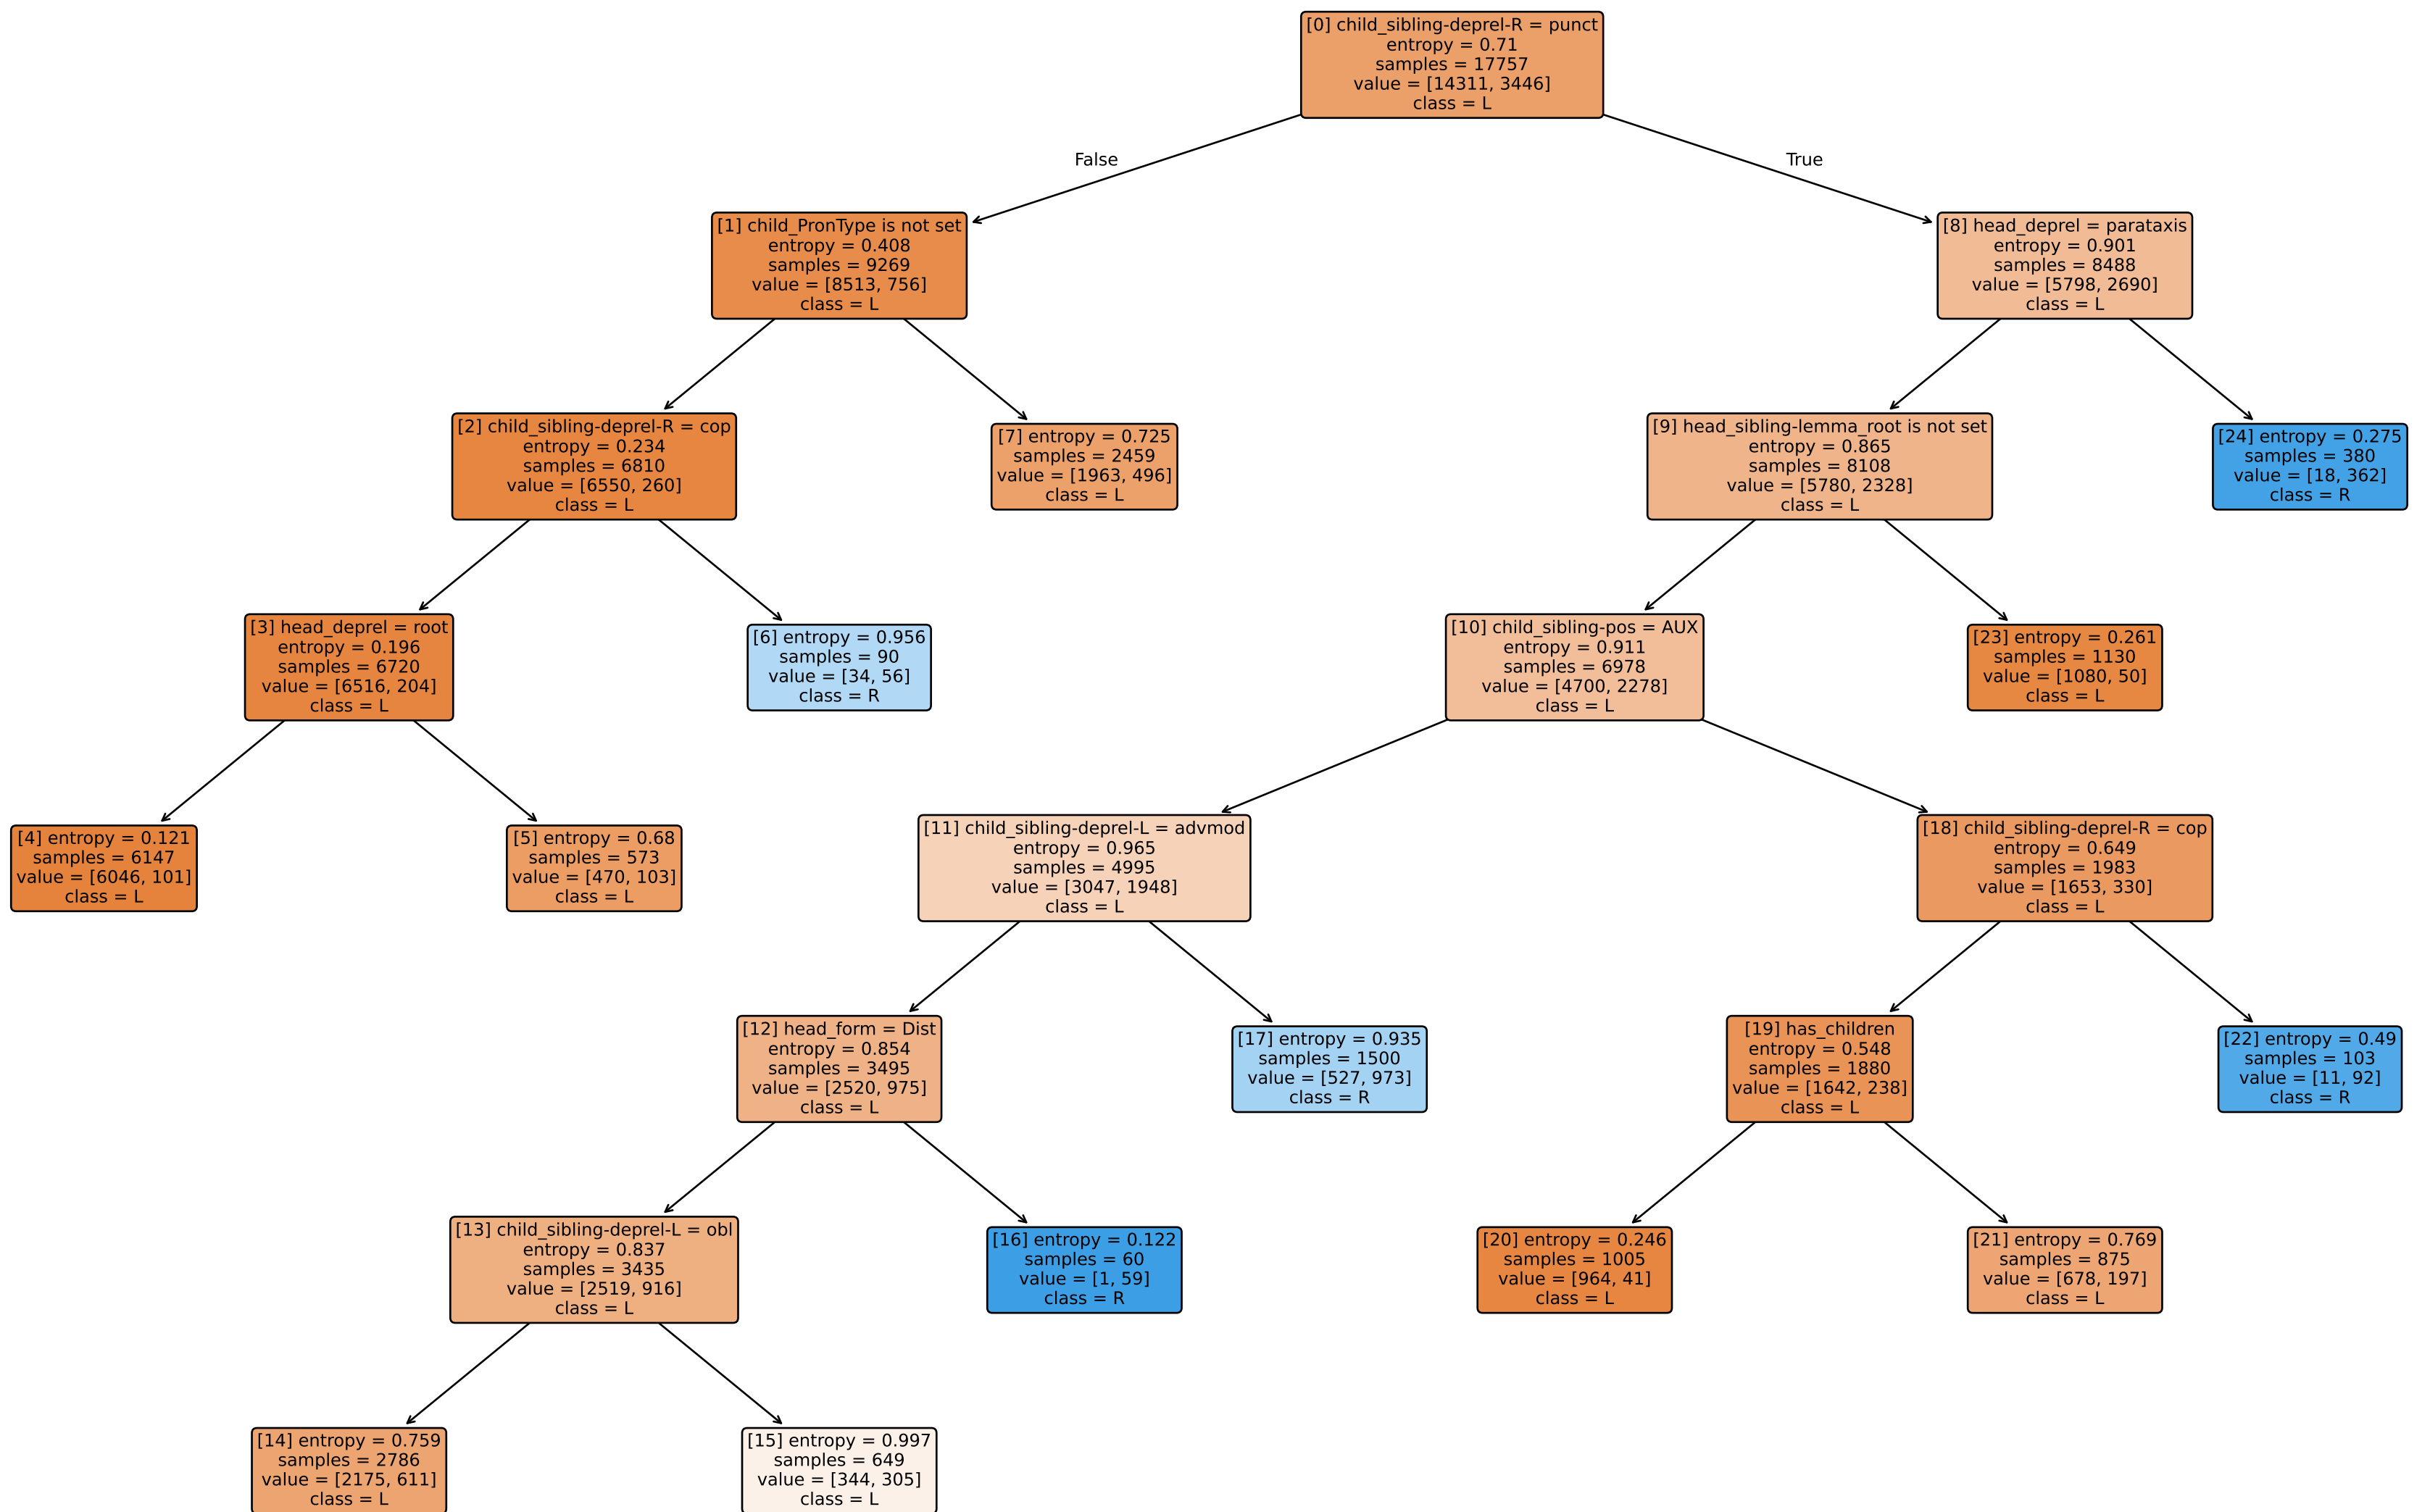 [0] child_sibling-deprel-R = punct
entropy = 0.71
samples = 17757
value = [14311, 3446]
class = L
False
True
[1] child_PronType is not set
entropy = 0.408
samples = 9269
value = [8513, 756]
class = L
[8] head_deprel = parataxis
entropy = 0.901
samples = 8488
value = [5798, 2690]
class = L
[2] child_sibling-deprel-R = cop
entropy = 0.234
samples = 6810
value = [6550, 260]
class = L
[7] entropy = 0.725
samples = 2459
value = [1963, 496]
class = L
[9] head_sibling-lemma_root is not set
entropy = 0.865
samples = 8108
value = [5780, 2328]
class = L
[24] entropy = 0.275
samples = 380
value = [18, 362]
class = R
[3] head_deprel = root
entropy = 0.196
samples = 6720
value = [6516, 204]
class = L
[6] entropy = 0.956
samples = 90
value = [34, 56]
class = R
[10] child_sibling-pos = AUX
entropy = 0.911
samples = 6978
value = [4700, 2278]
class = L
[23] entropy = 0.261
samples = 1130
value = [1080, 50]
class = L
[4] entropy = 0.121
samples = 6147
value = [6046, 101]
class = L
[5] entropy = 0.68
samples = 573
value = [470, 103]
class = L
[11] child_sibling-deprel-L = advmod
entropy = 0.965
samples = 4995
value = [3047, 1948]
class = L
[18] child_sibling-deprel-R = cop
entropy = 0.649
samples = 1983
value = [1653, 330]
class = L
[12] head_form = Dist
entropy = 0.854
samples = 3495
value = [2520, 975]
class = L
[17] entropy = 0.935
samples = 1500
value = [527, 973]
class = R
[19] has_children
entropy = 0.548
samples = 1880
value = [1642, 238]
class = L
[22] entropy = 0.49
samples = 103
value = [11, 92]
class = R
[13] child_sibling-deprel-L = obl
entropy = 0.837
samples = 3435
value = [2519, 916]
class = L
[16] entropy = 0.122
samples = 60
value = [1, 59]
class = R
[20] entropy = 0.246
samples = 1005
value = [964, 41]
class = L
[21] entropy = 0.769
samples = 875
value = [678, 197]
class = L
[14] entropy = 0.759
samples = 2786
value = [2175, 611]
class = L
[15] entropy = 0.997
samples = 649
value = [344, 305]
class = L